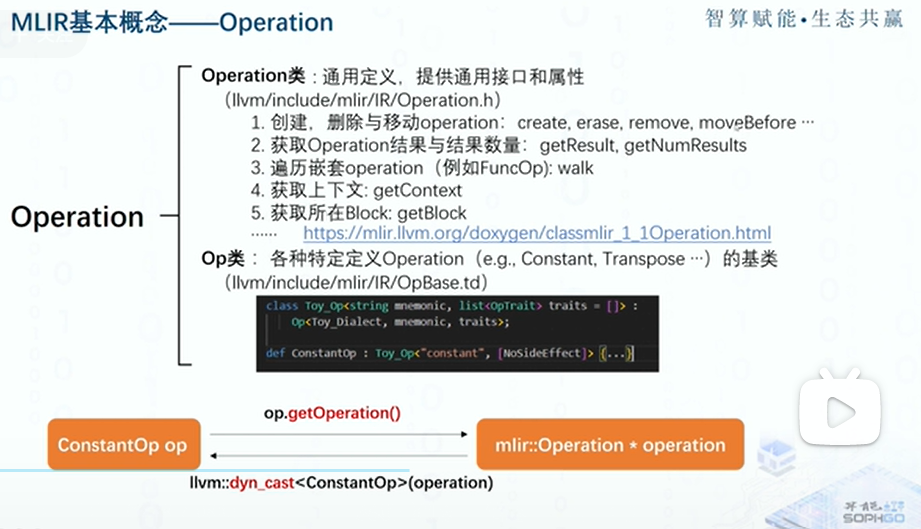 MLIR基本概念——Operation
智算赋能·生态共赢
Operation类：通用定义，提供通用接口和属性
（llvm/include/mlir/IR/Operation.h）
1. 创建，删除与移动operation：create, erase, remove, moveBefore ···
2. 获取Operation结果与结果数量：getResult, getNumResults
3. 遍历嵌套operation（例如FuncOp): walk
4. 获取上下文: getContext
5. 获取所在Block: getBlock
······ https://mlir.llvm.org/doxygen/classmlir_1_1Operation.html
Operation
Op类：各种特定定义Operation（e.g., Constant, Transpose ···）的基类
（llvm/include/mlir/IR/OpBase.td）
class Toy_Op<string mnemonic, list<OpTrait> traits = []> :
Op<Toy_Dialect, mnemonic, traits>;
def ConstantOp : Toy_Op<"constant", [NoSideEffect]> {...}
op.getOperation()
ConstantOp op
mlir::Operation * operation
llvm::dyn_cast<ConstantOp>(operation)
SOPHGO